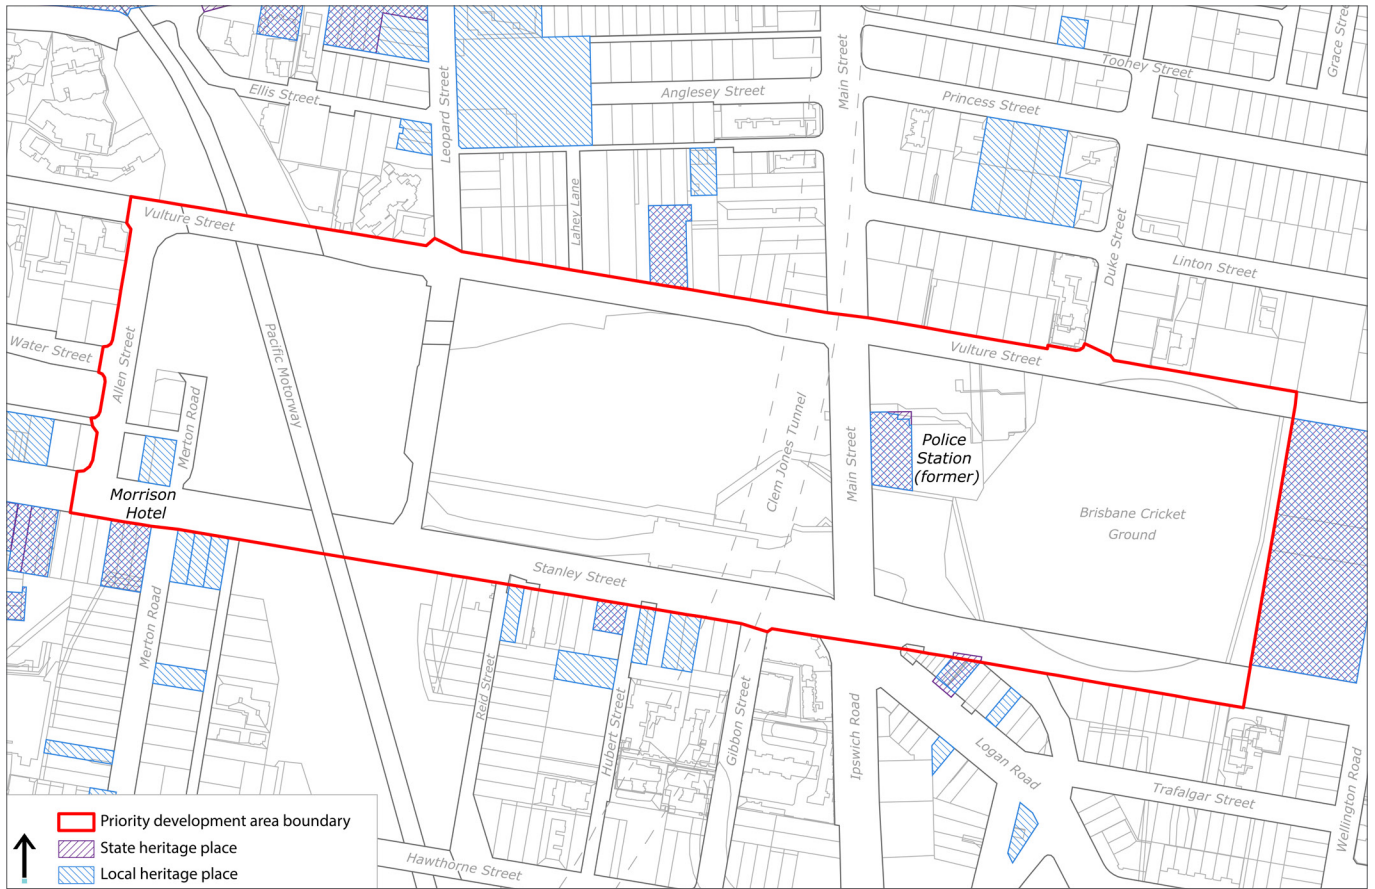 Grace Street
Toohey Street
Main Street
Princess Street
Anglesey Street
Ellis Street
Leopard Street
Lahey Lane
Vulture Street
Duke Street
Linton Street
Water Street
Allen Street
Pacific Motorway
Merton Road
Vulture Street
Clem Jones Tunnel
Main Street
Police
Station
(former)
Brisbane Cricket
Ground
Morrison
Hotel
Stanley Street
Merton Road
Reid Street
Hubert Street
Gibbon Street
Ipswich Road
Logan Road
Trafalgar Street
Wellington Road
Hawthorne Street
Priority development area boundary
State heritage place
Local heritage place